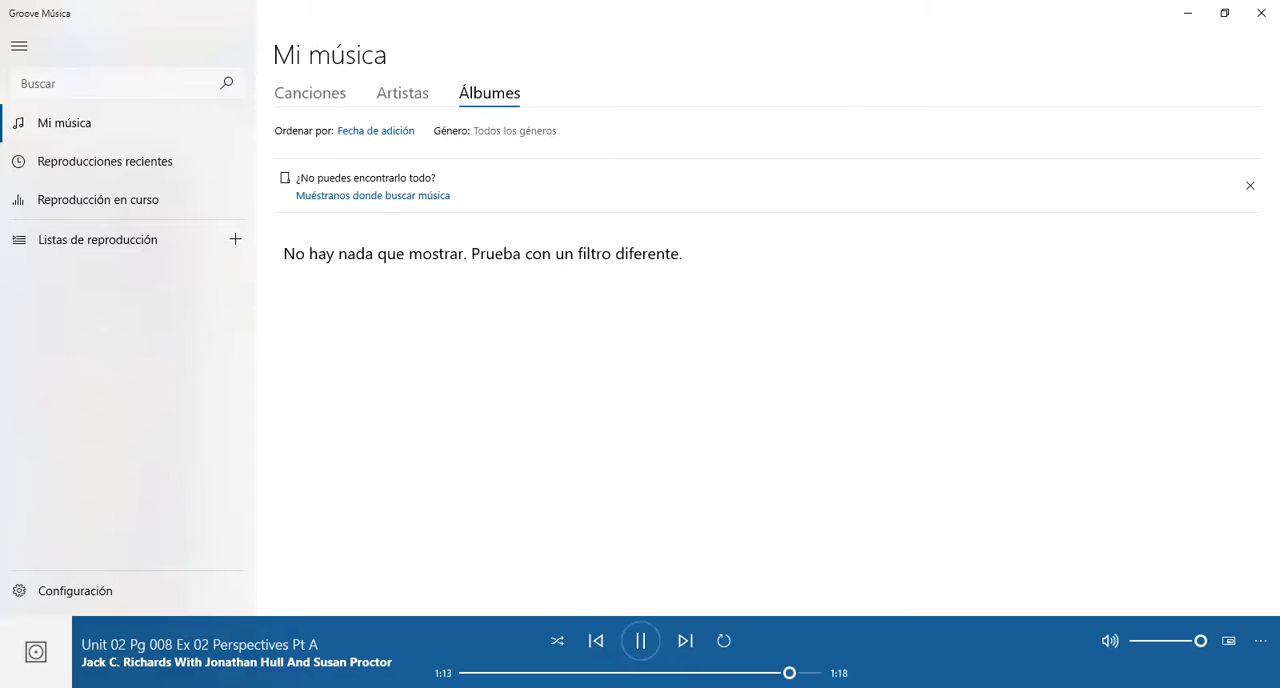 Groove Música
Buscar
Mi música
Reproducciones recientes
Reproducción en curso
Listas de reproducción
Configuración
Mi música
Canciones Artistas Álbumes
Ordenar por: Fecha de adición Género: Todos los géneros
¿No puedes encontrarlo todo?
Muéstranos donde buscar música
No hay nada que mostrar. Prueba con un filtro diferente.
Unit 02 Pg 008 Ex 02 Perspectives Pt A
Jack C. Richards With Jonathan Hull And Susan Proctor
1:13 1:18